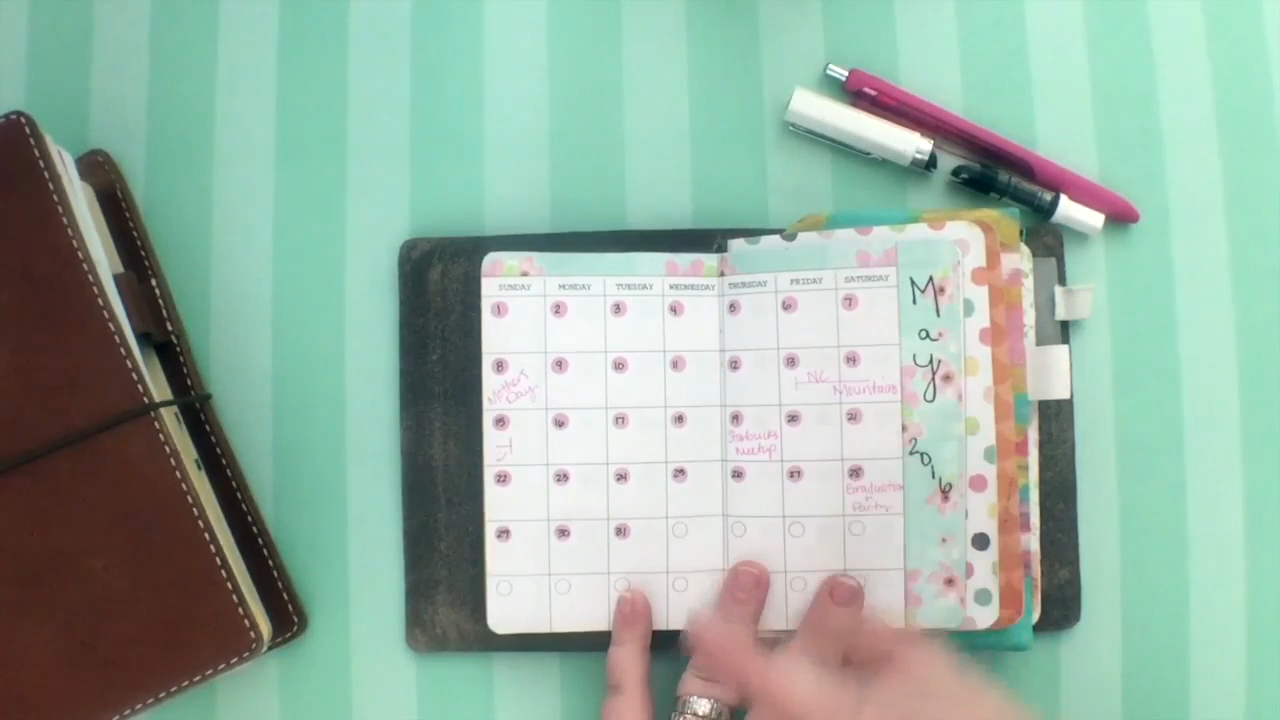 SUNDAY MONDAY TUESDAY WEDNESDAY THURSDAY FRIDAY SATURDAY
1 2 3 4 5 6 7
8 9 10 11 12 13 14
Mother's
Day
NC
Mountains
15 16 17 18 19 20 21
Starbucks
Meetup
22 23 24 25 26 27 28
Graduation
Party
29 30 31
May
2016